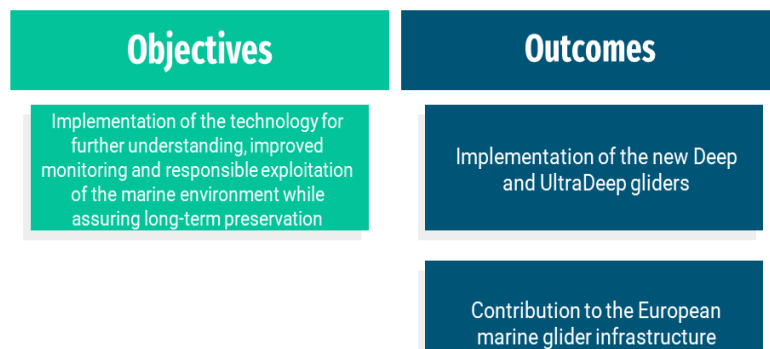 Objectives
Outcomes
Implementation of the technology for
further understanding, improved
monitoring and responsible exploitation
of the marine environment while
assuring long-term preservation
Implementation of the new Deep
and UltraDeep gliders
Contribution to the European
marine glider infrastructure